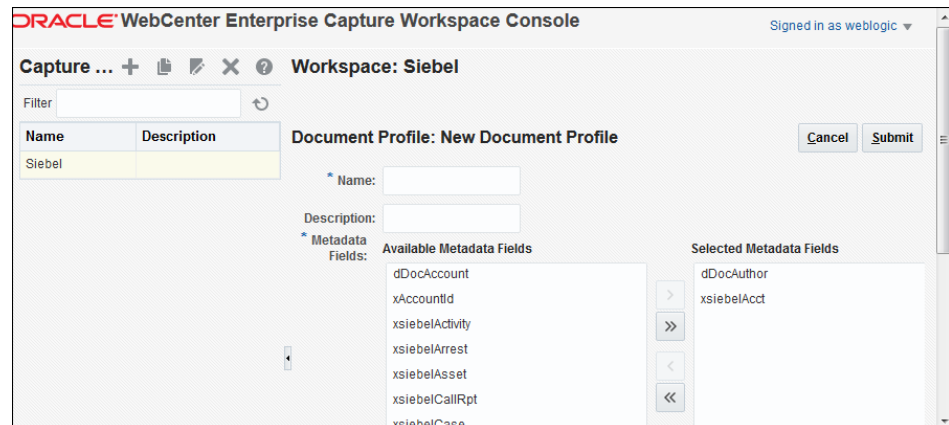 ORACLE WebCenter Enterprise Capture Workspace Console
Signed in as weblogic
Capture ...
Workspace: Siebel
Filter
Name Description
Siebel
Document Profile: New Document Profile
Cancel Submit
* Name:
Description:
* Metadata Fields:
Available Metadata Fields
dDocAccount
xAccountId
xsiebelActivity
xsiebelArrest
xsiebelAsset
xsiebelCallRpt
xsiebelCase
Selected Metadata Fields
dDocAuthor
xsiebelAcct